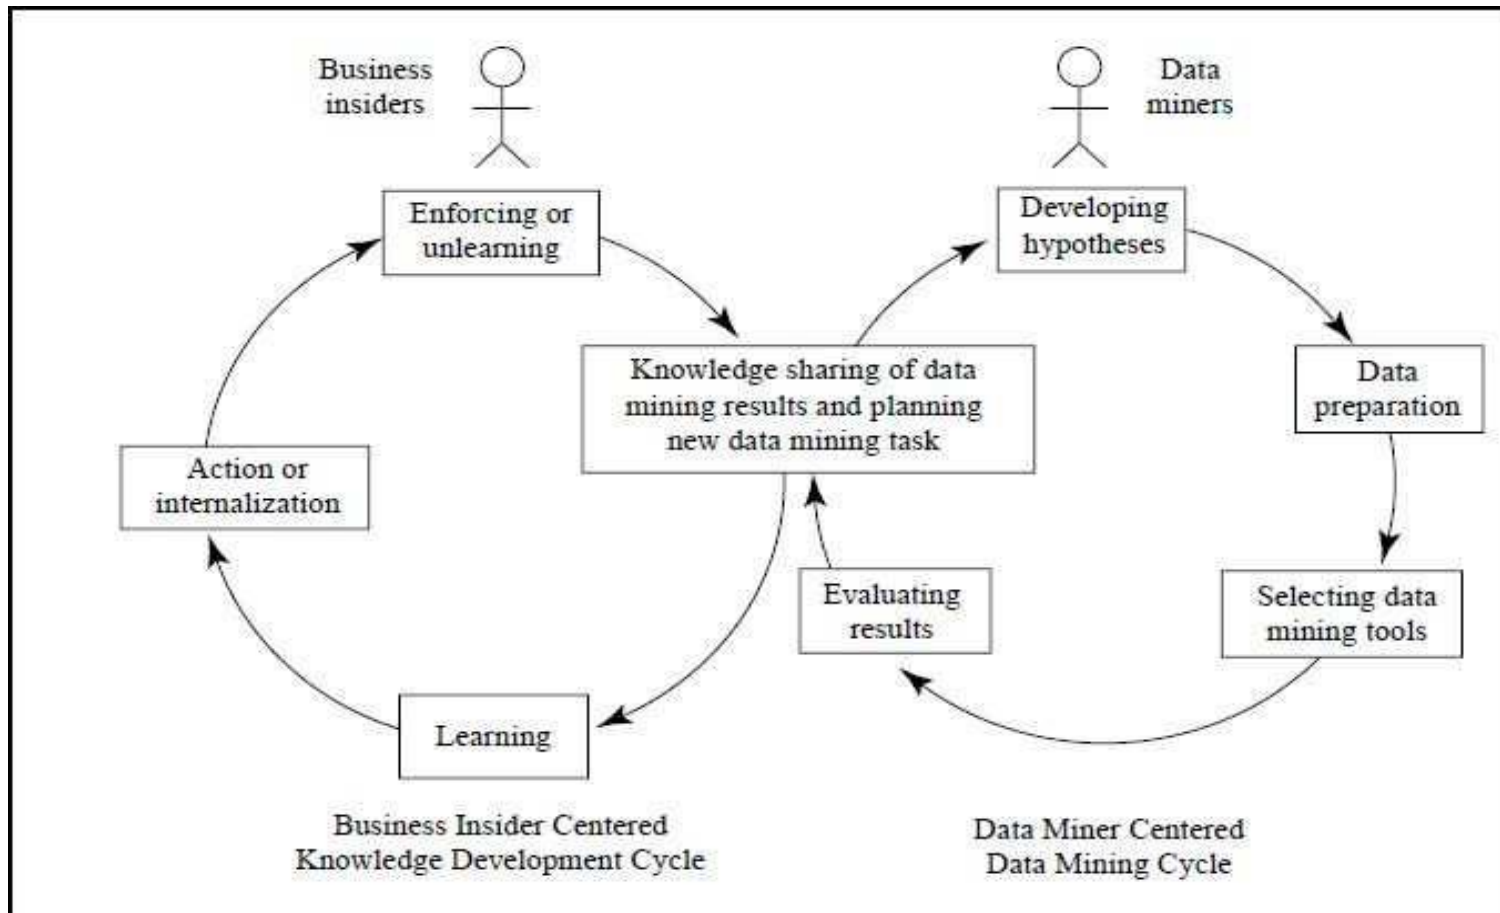 Business
insiders
Data
miners
Enforcing or
unlearning
Developing
hypotheses
Knowledge sharing of data
mining results and planning
new data mining task
Data
preparation
Action or
internalization
Evaluating
results
Selecting data
mining tools
Learning
Business Insider Centered
Knowledge Development Cycle
Data Miner Centered
Data Mining Cycle